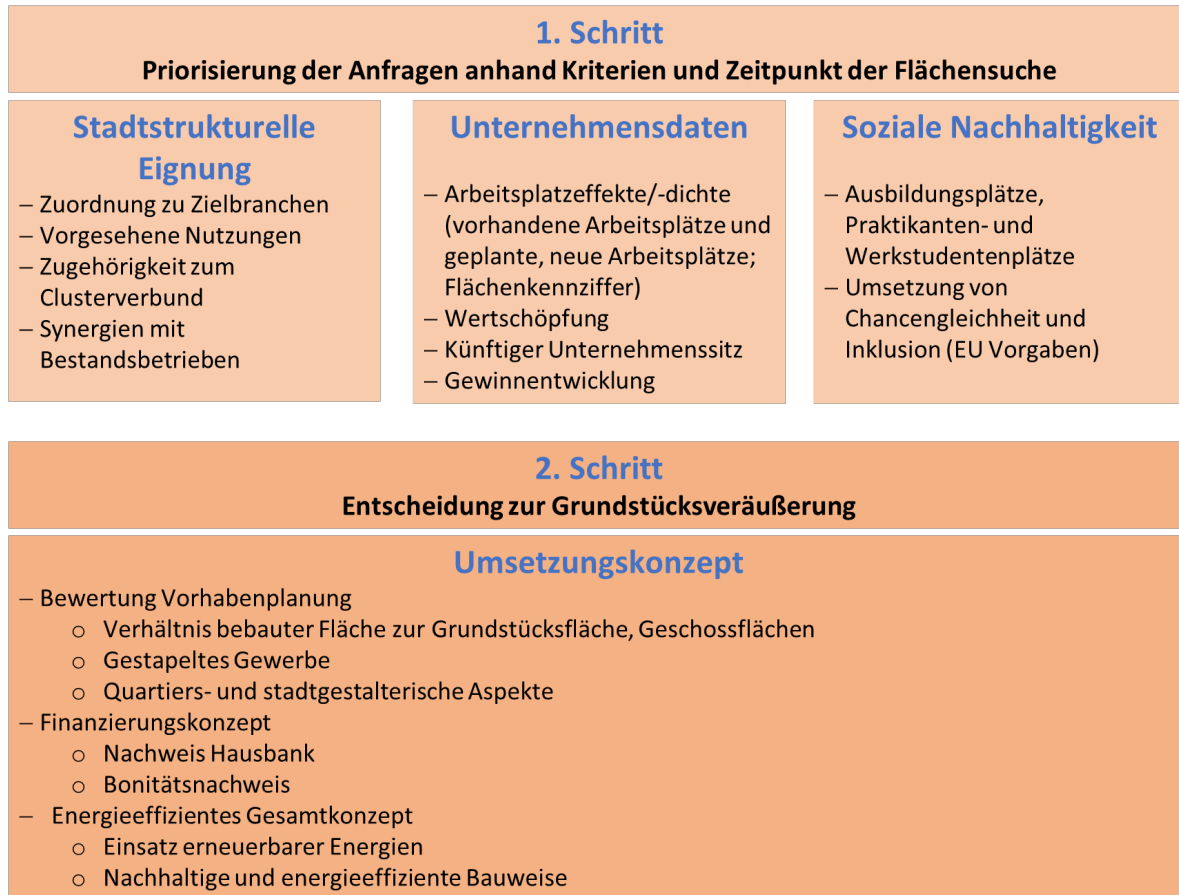 1. Schritt
Priorisierung der Anfragen anhand Kriterien und Zeitpunkt der Flächensuche
Stadtstrukturelle
Eignung
– Zuordnung zu Zielbranchen
– Vorgesehene Nutzungen
– Zugehörigkeit zum
Clusterverbund
– Synergien mit
Bestandsbetrieben
Unternehmensdaten
– Arbeitsplatzeffekte/-dichte
(vorhandene Arbeitsplätze und
geplante, neue Arbeitsplätze;
Flächenkennziffer)
– Wertschöpfung
– Künftiger Unternehmenssitz
– Gewinnentwicklung
Soziale Nachhaltigkeit
– Ausbildungsplätze,
Praktikanten- und
Werkstudentenplätze
– Umsetzung von
Chancengleichheit und
Inklusion (EU Vorgaben)
2. Schritt
Entscheidung zur Grundstücksveräußerung
Umsetzungskonzept
– Bewertung Vorhabenplanung
o Verhältnis bebauter Fläche zur Grundstücksfläche, Geschossflächen
o Gestapeltes Gewerbe
o Quartiers- und stadtgestalterische Aspekte
– Finanzierungskonzept
o Nachweis Hausbank
o Bonitätsnachweis
– Energieeffizientes Gesamtkonzept
o Einsatz erneuerbarer Energien
o Nachhaltige und energieeffiziente Bauweise